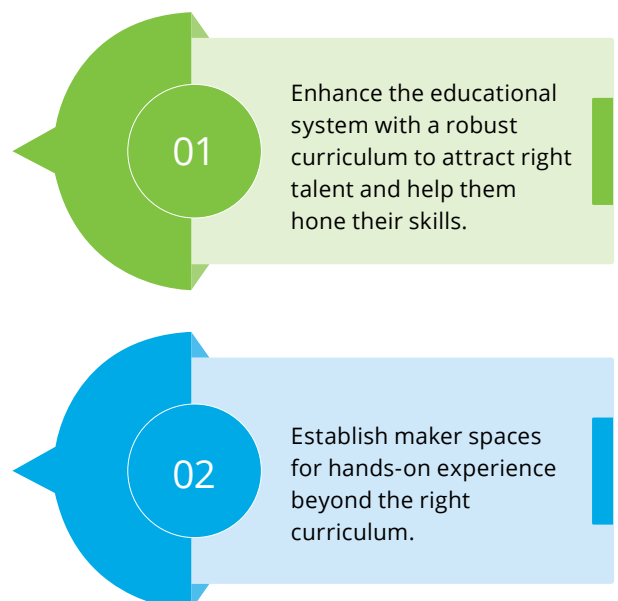 01
Enhance the educational
system with a robust
curriculum to attract right
talent and help them
hone their skills.
02
Establish maker spaces
for hands-on experience
beyond the right
curriculum.